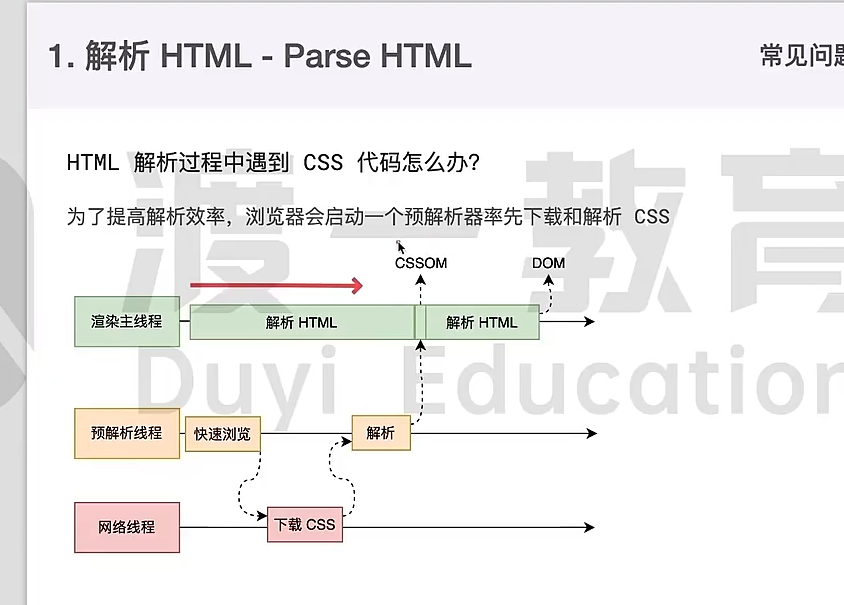 1. 解析 HTML - Parse HTML
常见问题
HTML 解析过程中遇到 CSS 代码怎么办?
为了提高解析效率，浏览器会启动一个预解析器率先下载和解析 CSS
CSSOM
DOM
渲染主线程
解析 HTML
解析 HTML
预解析线程
快速浏览
解析
网络线程
下载 CSS
渡一教育
Duyi Education